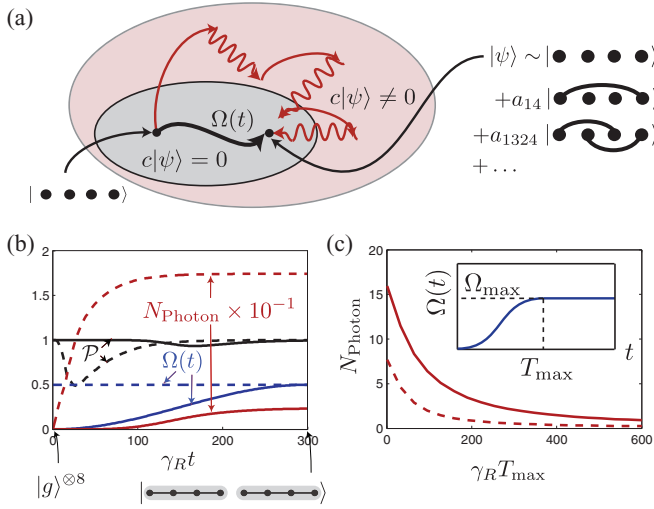 (a)
c|ψ⟩ ≠ 0
Ω(t)
c|ψ⟩ = 0
| ● ● ● ● ⟩
|ψ⟩ ∼ | ● ● ● ● ⟩
+a₁₄ | ● ● ● ● ⟩
+a₁₃₂₄ | ● ● ● ● ⟩
+ …
(b)
2
1.5
1
0.5
0
N_Photon × 10⁻¹
𝒫
Ω(t)
0 100 200 300
γ_R t
|g⟩^⊗8
(c)
20
15
10
5
0
N_Photon
Ω(t)
Ω_max
T_max
t
0 200 400 600
γ_R T_max